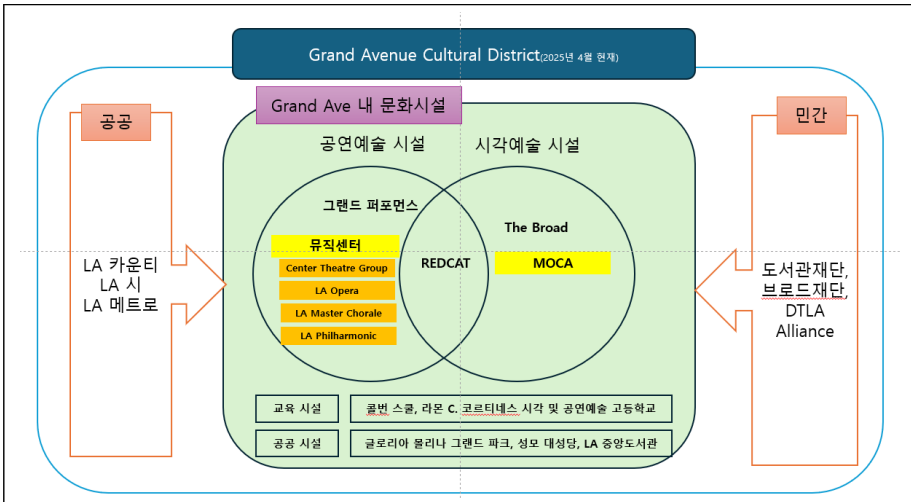 Grand Avenue Cultural District(2025년 4월 현재)
Grand Ave 내 문화시설
공공
민간
공연예술 시설
시각예술 시설
그랜드 퍼포먼스
The Broad
뮤직센터
REDCAT
MOCA
Center Theatre Group
LA Opera
LA Master Chorale
LA Philharmonic
LA 카운티
LA 시
LA 메트로
도서관재단,
브로드재단,
DTLA
Alliance
교육 시설
콜번 스쿨, 라몬 C. 코르티네스 시각 및 공연예술 고등학교
공공 시설
글로리아 몰리나 그랜드 파크, 성모 대성당, LA 중앙도서관